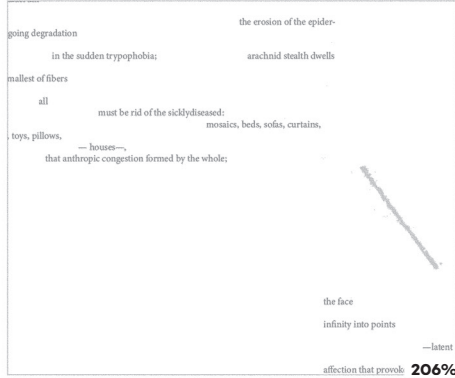 the erosion of the epider-
going degradation
in the sudden trypophobia; arachnid stealth dwells
mallest of fibers
all
must be rid of the sicklydiseased:
mosaics, beds, sofas, curtains,
, toys, pillows,
— houses—,
that anthropic congestion formed by the whole;
the face
infinity into points
—latent
affection that provok
206%